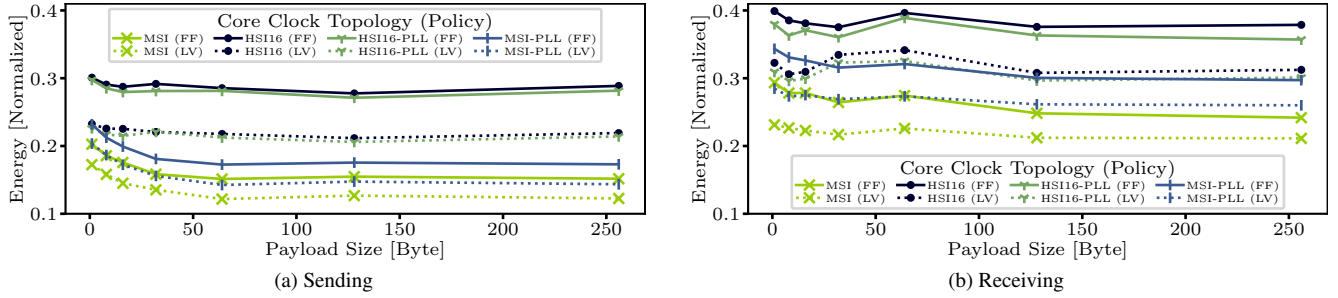 Core Clock Topology (Policy)
MSI (FF) HSI16 (FF) HSI16-PLL (FF) MSI-PLL (FF)
MSI (LV) HSI16 (LV) HSI16-PLL (LV) MSI-PLL (LV)
Energy [Normalized]
0.4
0.3
0.2
0.1
0 50 100 150 200 250
Payload Size [Byte]
(a) Sending
Energy [Normalized]
0.4
0.3
0.2
0.1
Core Clock Topology (Policy)
MSI (FF) HSI16 (FF) HSI16-PLL (FF) MSI-PLL (FF)
MSI (LV) HSI16 (LV) HSI16-PLL (LV) MSI-PLL (LV)
0 50 100 150 200 250
Payload Size [Byte]
(b) Receiving